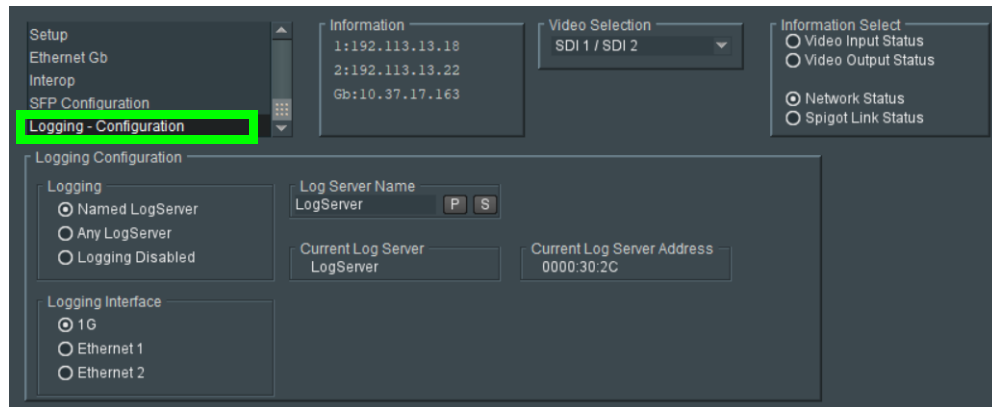 Setup
Ethernet Gb
Interop
SFP Configuration
Logging - Configuration
Information
1:192.113.13.18
2:192.113.13.22
Gb:10.37.17.163
Video Selection
SDI 1 / SDI 2
Information Select
Video Input Status
Video Output Status
Network Status
Spigot Link Status
Logging Configuration
Logging
Named LogServer
Any LogServer
Logging Disabled
Log Server Name
LogServer P S
Current Log Server
LogServer
Current Log Server Address
0000:30:2C
Logging Interface
1G
Ethernet 1
Ethernet 2